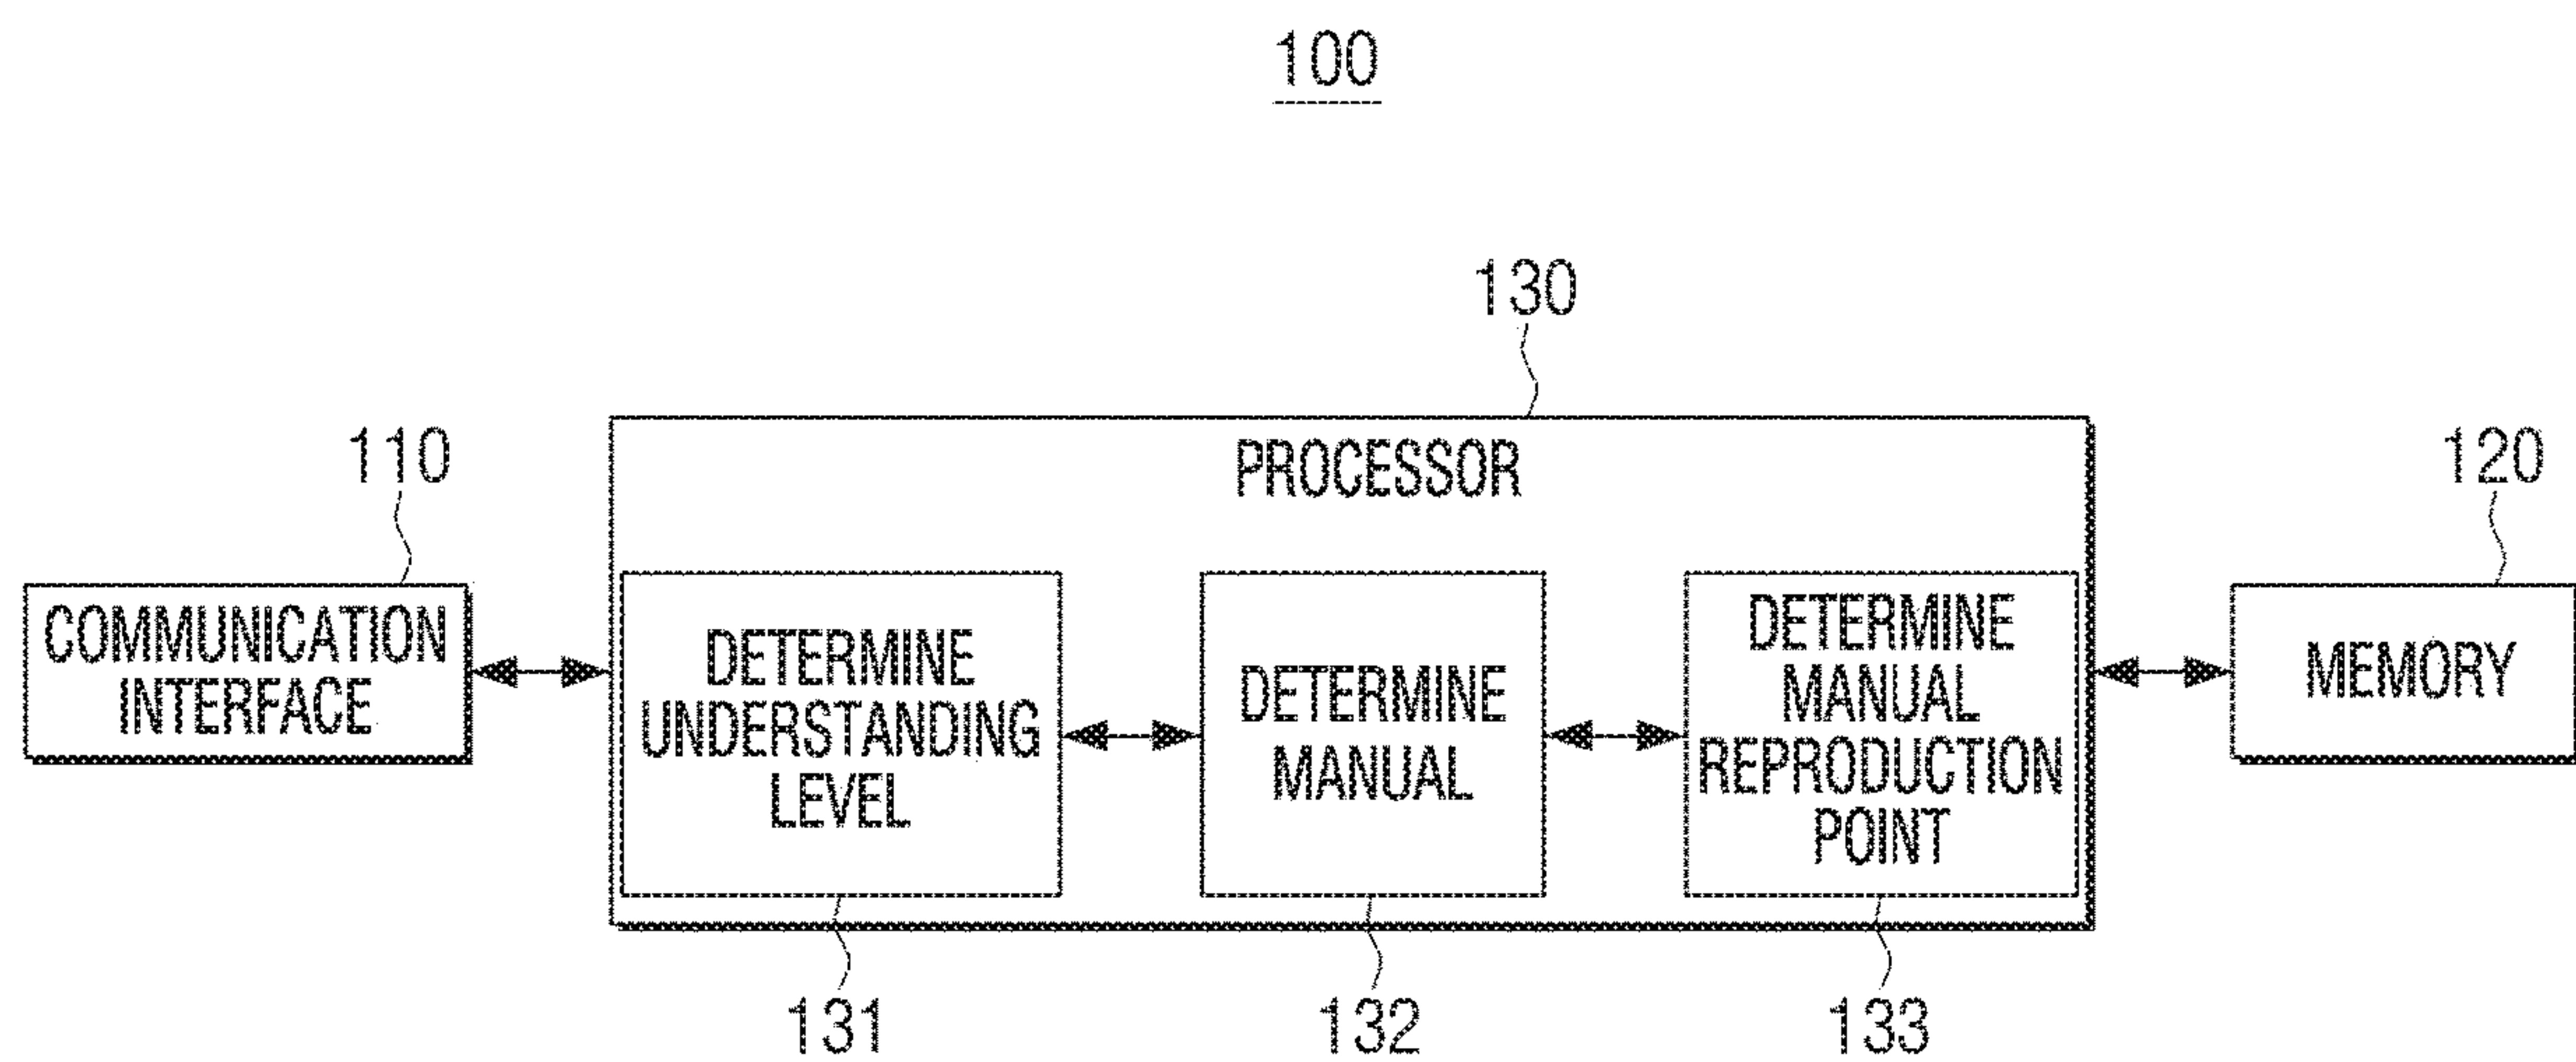 100
130
PROCESSOR
110
120
COMMUNICATION
INTERFACE
DETERMINE
UNDERSTANDING
LEVEL
DETERMINE
MANUAL
DETERMINE
MANUAL
REPRODUCTION
POINT
MEMORY
131
132
133